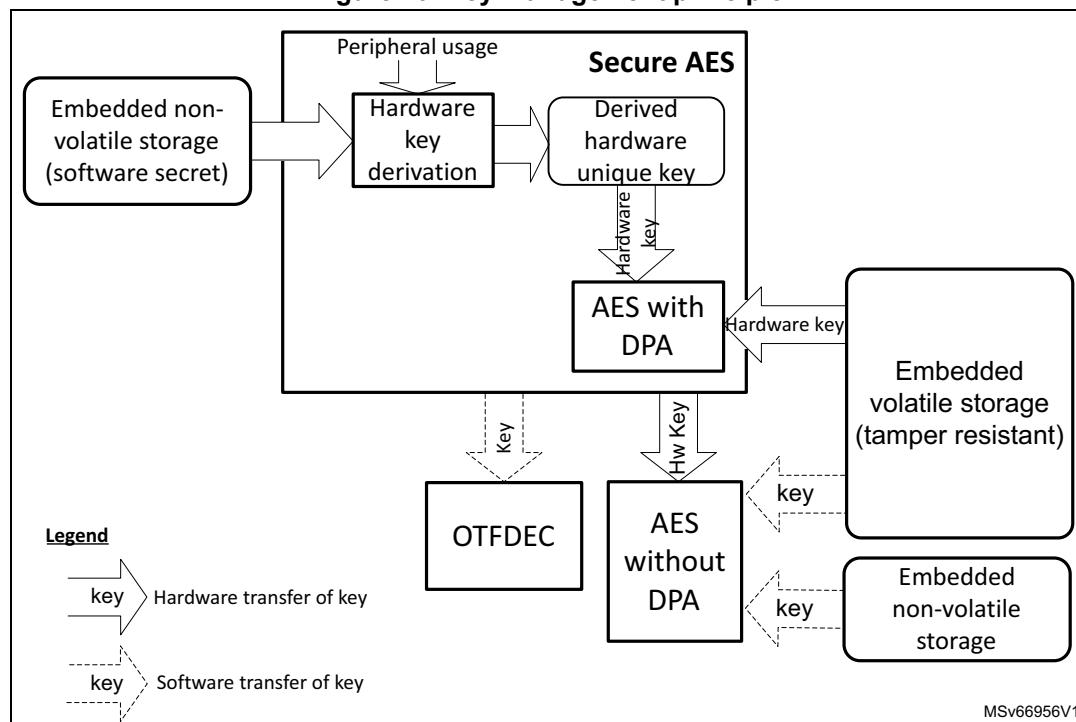 Peripheral usage
Secure AES
Embedded non-
volatile storage
(software secret)
Hardware
key
derivation
Derived
hardware
unique key
Hardware
key
AES with
DPA
Hardware key
Embedded
volatile storage
(tamper resistant)
Key
Hw Key
key
OTFDEC
AES
without
DPA
key
Embedded
non-volatile
storage
Legend
key
Hardware transfer of key
key
Software transfer of key
MSv66956V1